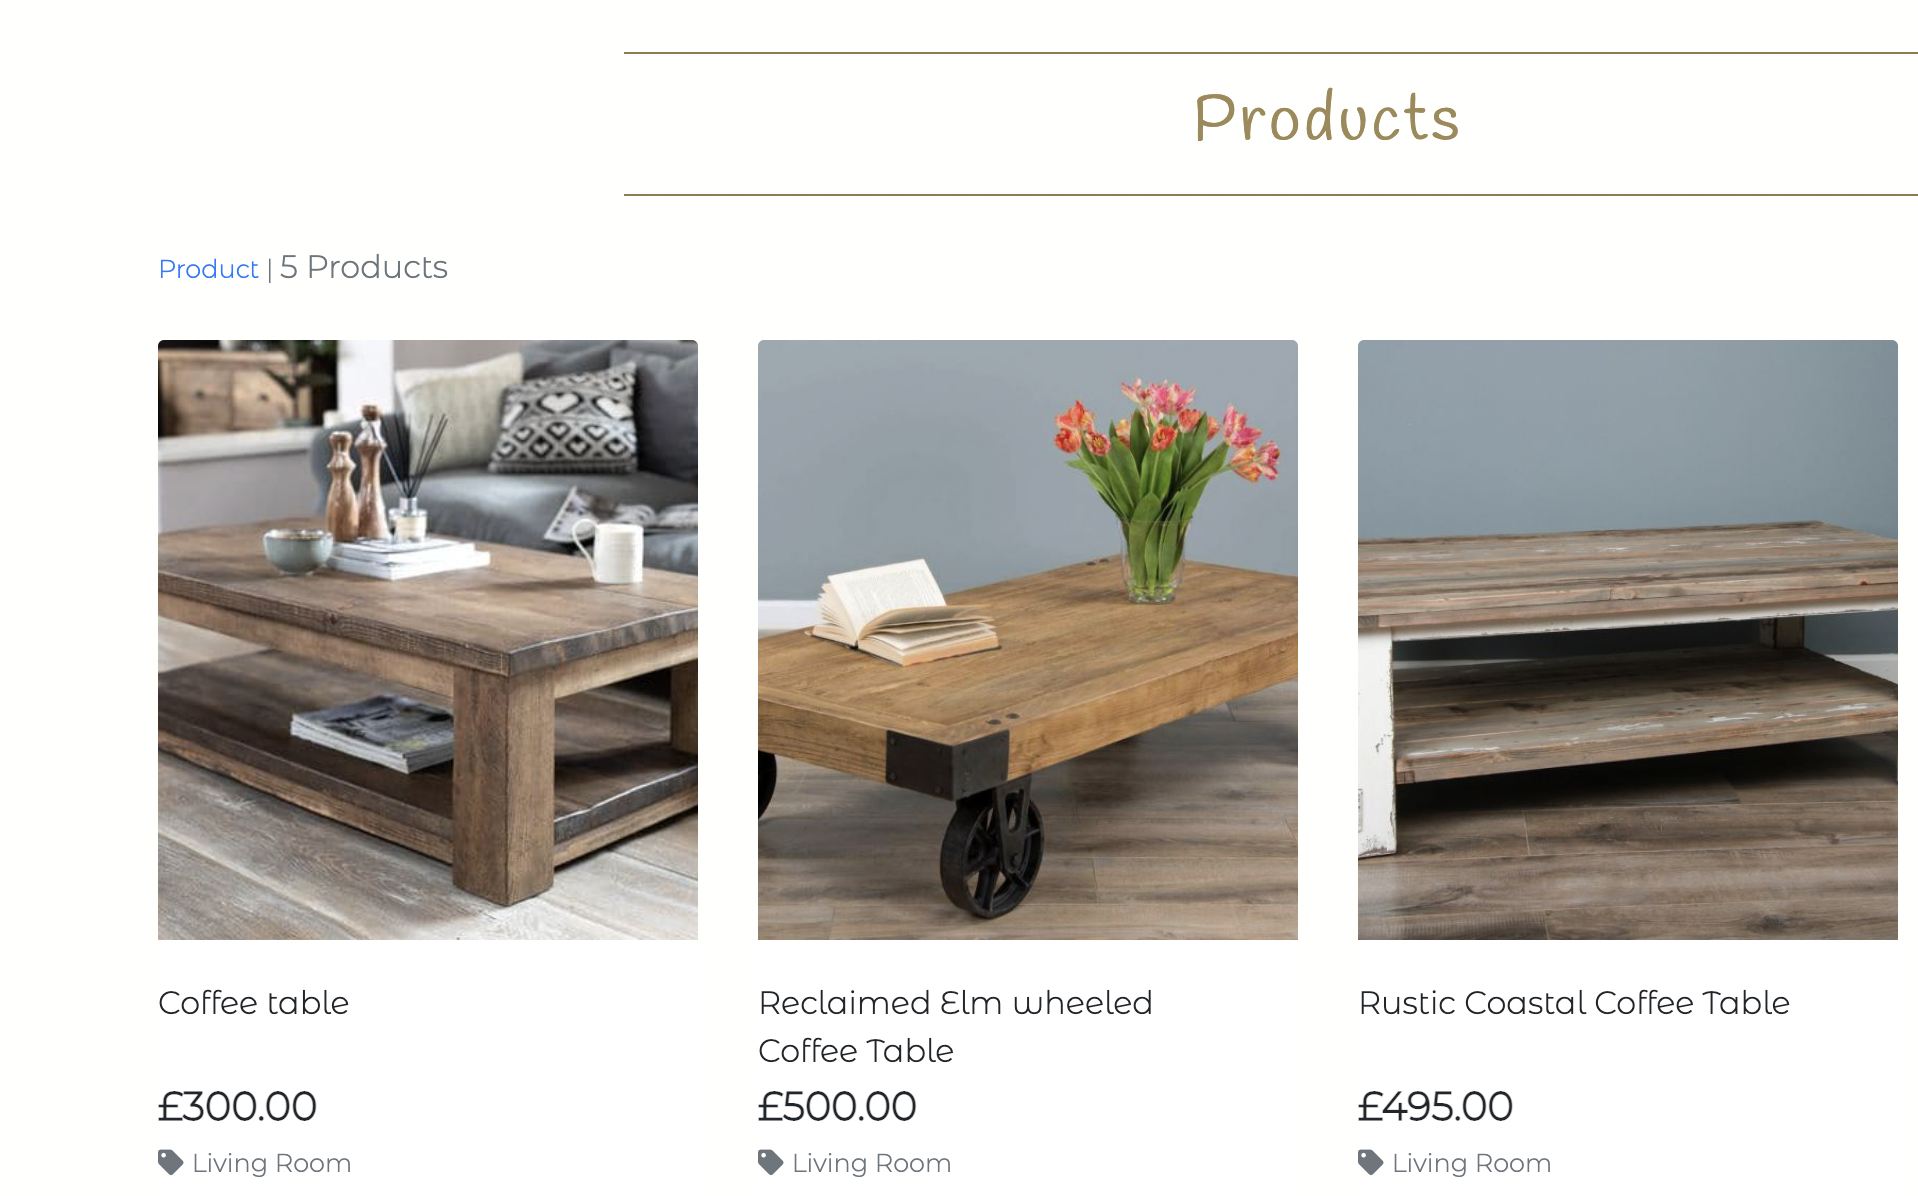 Products
Product | 5 Products
Coffee table
Reclaimed Elm wheeled
Coffee Table
Rustic Coastal Coffee Table
£300.00
£500.00
£495.00
Living Room
Living Room
Living Room